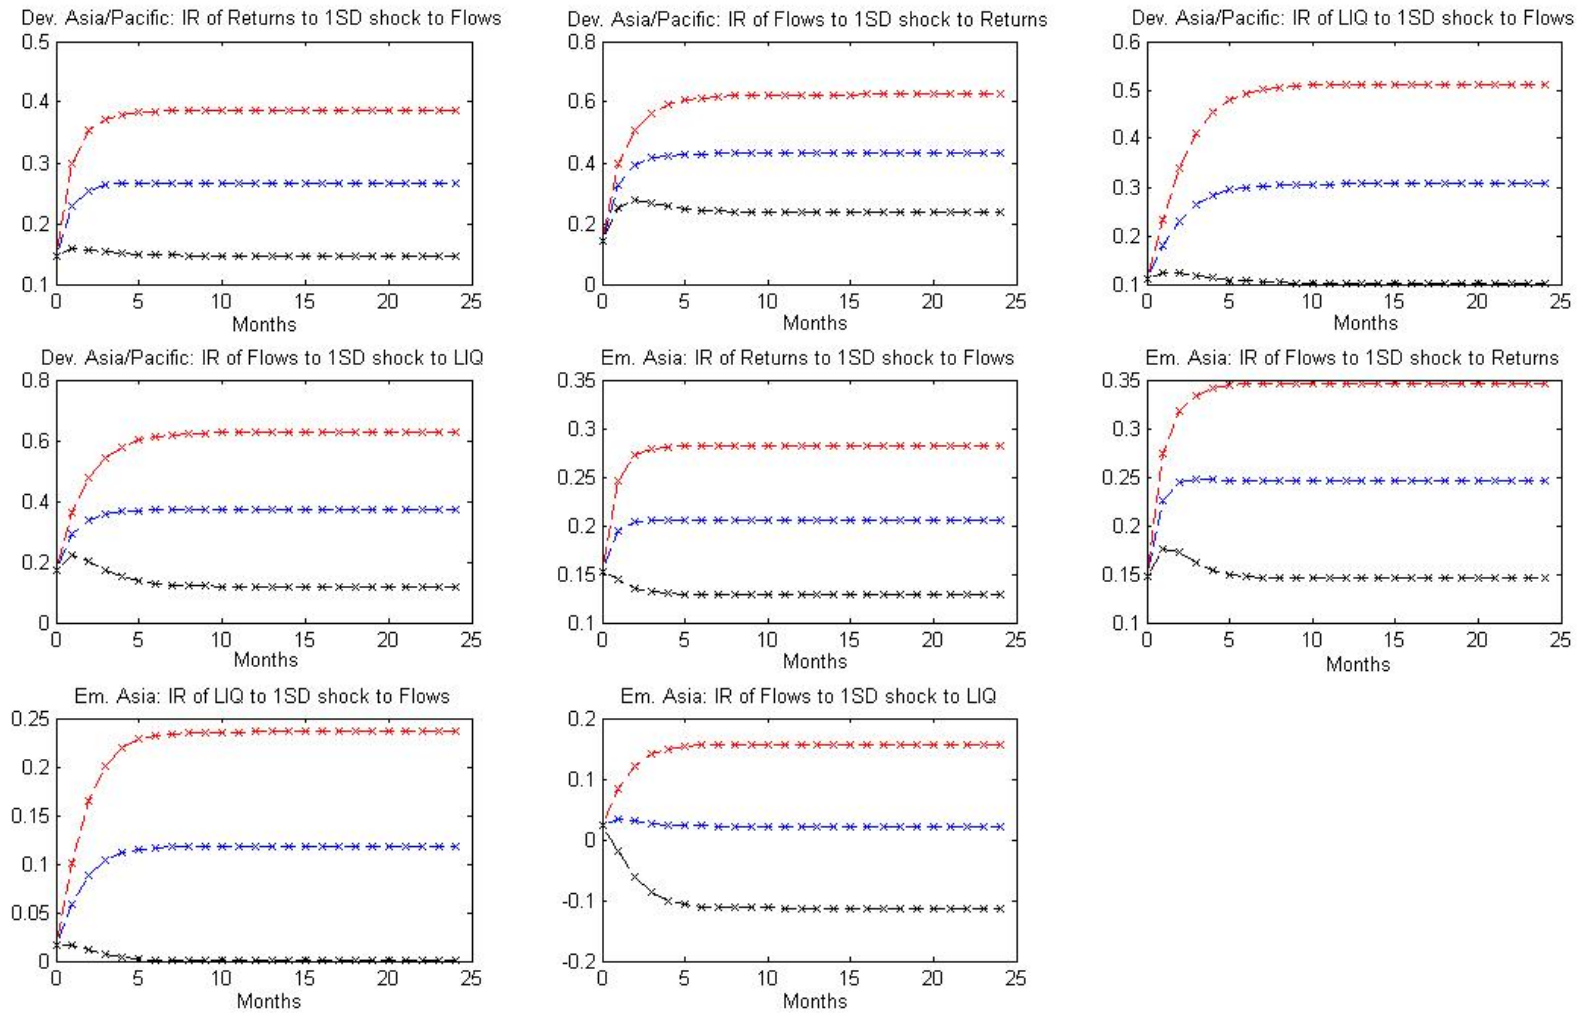 Dev. Asia/Pacific: IR of Returns to 1SD shock to Flows
0.5
0.4
0.3
0.2
0.1
0 5 10 15 20 25
Months
Dev. Asia/Pacific: IR of Flows to 1SD shock to Returns
0.8
0.6
0.4
0.2
0
0 5 10 15 20 25
Months
Dev. Asia/Pacific: IR of LIQ to 1SD shock to Flows
0.6
0.5
0.4
0.3
0.2
0.1
0 5 10 15 20 25
Months
Dev. Asia/Pacific: IR of Flows to 1SD shock to LIQ
0.8
0.6
0.4
0.2
0
0 5 10 15 20 25
Months
Em. Asia: IR of Returns to 1SD shock to Flows
0.35
0.3
0.25
0.2
0.15
0.1
0 5 10 15 20 25
Months
Em. Asia: IR of Flows to 1SD shock to Returns
0.35
0.3
0.25
0.2
0.15
0.1
0 5 10 15 20 25
Months
Em. Asia: IR of LIQ to 1SD shock to Flows
0.25
0.2
0.15
0.1
0.05
0
0 5 10 15 20 25
Months
Em. Asia: IR of Flows to 1SD shock to LIQ
0.2
0.1
0
-0.1
-0.2
0 5 10 15 20 25
Months